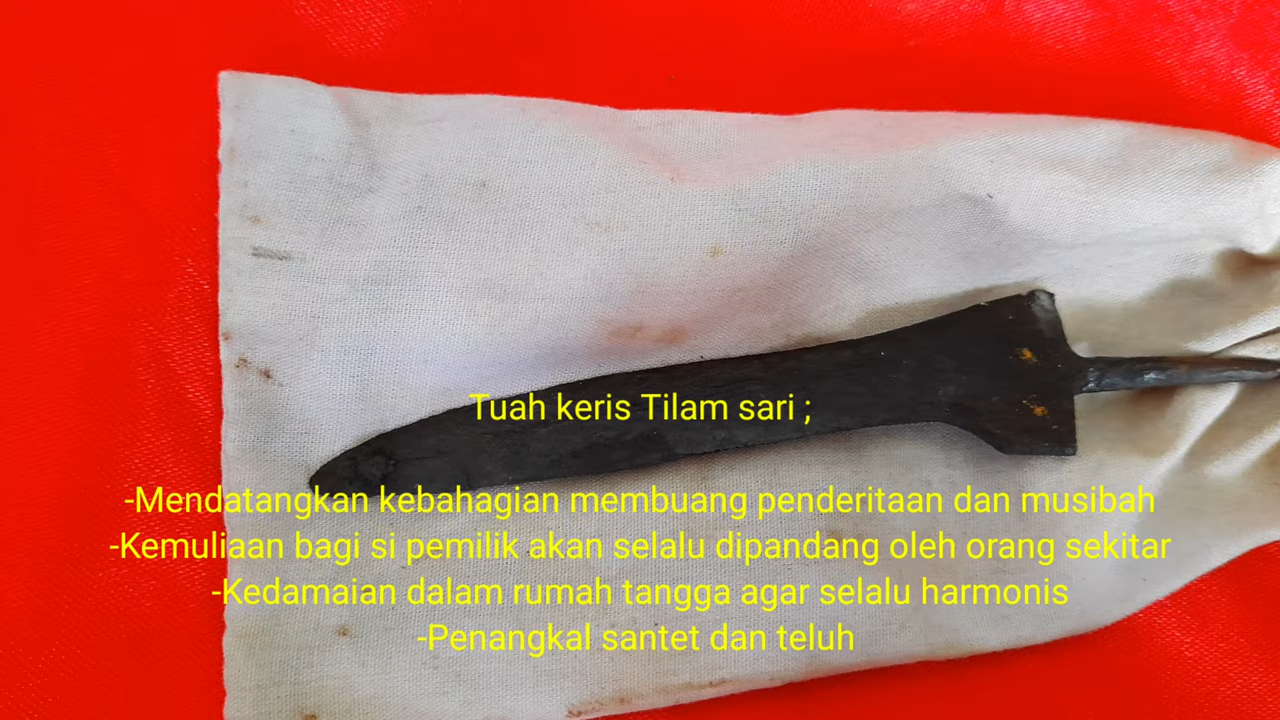 Tuah keris Tilam sari ;
-Mendatangkan kebahagian membuang penderitaan dan musibah
-Kemuliaan bagi si pemilik akan selalu dipandang oleh orang sekitar
-Kedamaian dalam rumah tangga agar selalu harmonis
-Penangkal santet dan teluh